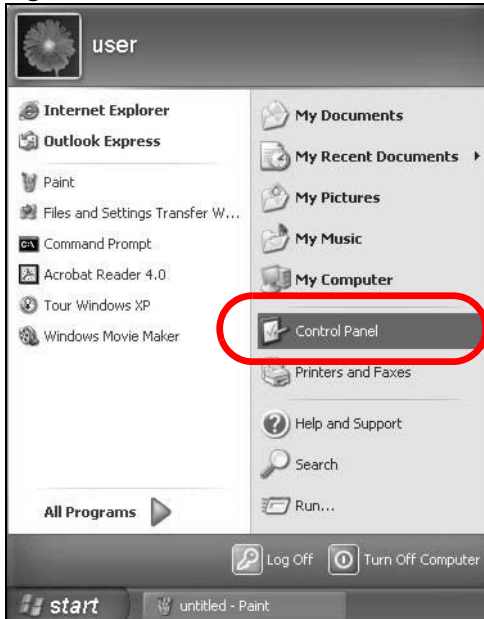 user
Internet Explorer
Outlook Express
Paint
Files and Settings Transfer W...
Command Prompt
Acrobat Reader 4.0
Tour Windows XP
Windows Movie Maker
All Programs
My Documents
My Recent Documents
My Pictures
My Music
My Computer
Control Panel
Printers and Faxes
Help and Support
Search
Run...
Log Off
Turn Off Computer
start
untitled - Paint